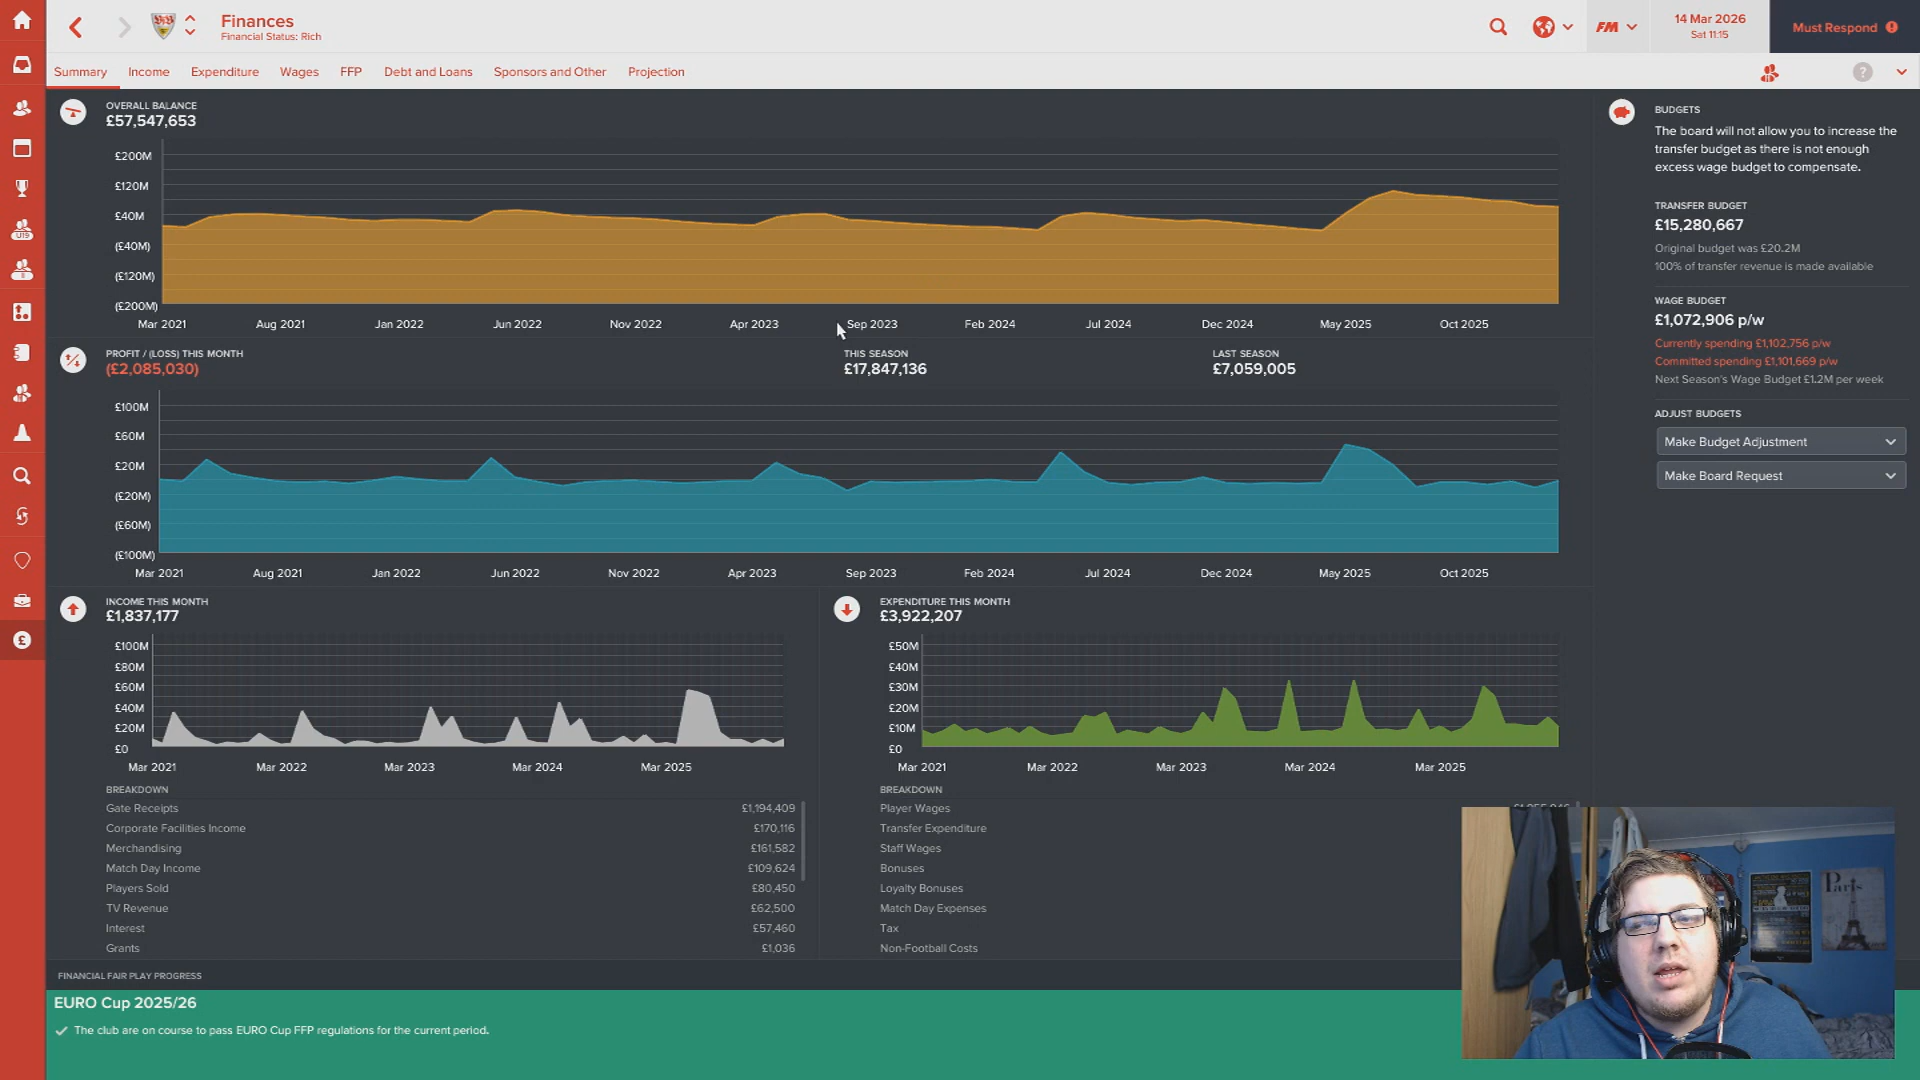 Finances
Financial Status: Rich
FM
14 Mar 2026
Sat 11:15
Must Respond
Summary
Income
Expenditure
Wages
FFP
Debt and Loans
Sponsors and Other
Projection
OVERALL BALANCE
£57,547,653
£200M
£120M
£40M
(£40M)
(£120M)
(£200M)
Mar 2021
Aug 2021
Jan 2022
Jun 2022
Nov 2022
Apr 2023
Sep 2023
Feb 2024
Jul 2024
Dec 2024
May 2025
Oct 2025
PROFIT / (LOSS) THIS MONTH
(£2,085,030)
THIS SEASON
£17,847,136
LAST SEASON
£7,059,005
£100M
£60M
£20M
(£20M)
(£60M)
(£100M)
Mar 2021
Aug 2021
Jan 2022
Jun 2022
Nov 2022
Apr 2023
Sep 2023
Feb 2024
Jul 2024
Dec 2024
May 2025
Oct 2025
INCOME THIS MONTH
£1,837,177
£100M
£80M
£60M
£40M
£20M
£0
Mar 2021
Mar 2022
Mar 2023
Mar 2024
Mar 2025
BREAKDOWN
Gate Receipts £1,194,409
Corporate Facilities Income £170,116
Merchandising £161,582
Match Day Income £109,624
Players Sold £80,450
TV Revenue £62,500
Interest £57,460
Grants £1,036
EXPENDITURE THIS MONTH
£3,922,207
£50M
£40M
£30M
£20M
£10M
£0
Mar 2021
Mar 2022
Mar 2023
Mar 2024
Mar 2025
BREAKDOWN
Player Wages
Transfer Expenditure
Staff Wages
Bonuses
Loyalty Bonuses
Match Day Expenses
Tax
Non-Football Costs
BUDGETS
The board will not allow you to increase the
transfer budget as there is not enough
excess wage budget to compensate.
TRANSFER BUDGET
£15,280,667
Original budget was £20.2M
100% of transfer revenue is made available
WAGE BUDGET
£1,072,906 p/w
Currently spending £1,102,756 p/w
Committed spending £1,101,669 p/w
Next Season's Wage Budget £1.2M per week
ADJUST BUDGETS
Make Budget Adjustment
Make Board Request
FINANCIAL FAIR PLAY PROGRESS
EURO Cup 2025/26
The club are on course to pass EURO Cup FFP regulations for the current period.
U19
Paris